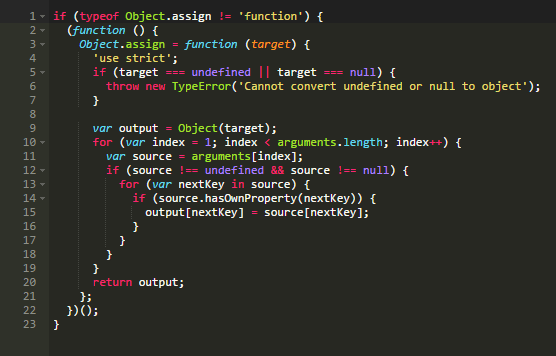 1 if (typeof Object.assign != 'function') {
2 (function () {
3 Object.assign = function (target) {
4 'use strict';
5 if (target === undefined || target === null) {
6 throw new TypeError('Cannot convert undefined or null to object');
7 }
8
9 var output = Object(target);
10 for (var index = 1; index < arguments.length; index++) {
11 var source = arguments[index];
12 if (source !== undefined && source !== null) {
13 for (var nextKey in source) {
14 if (source.hasOwnProperty(nextKey)) {
15 output[nextKey] = source[nextKey];
16 }
17 }
18 }
19 }
20 return output;
21 };
22 })();
23 }